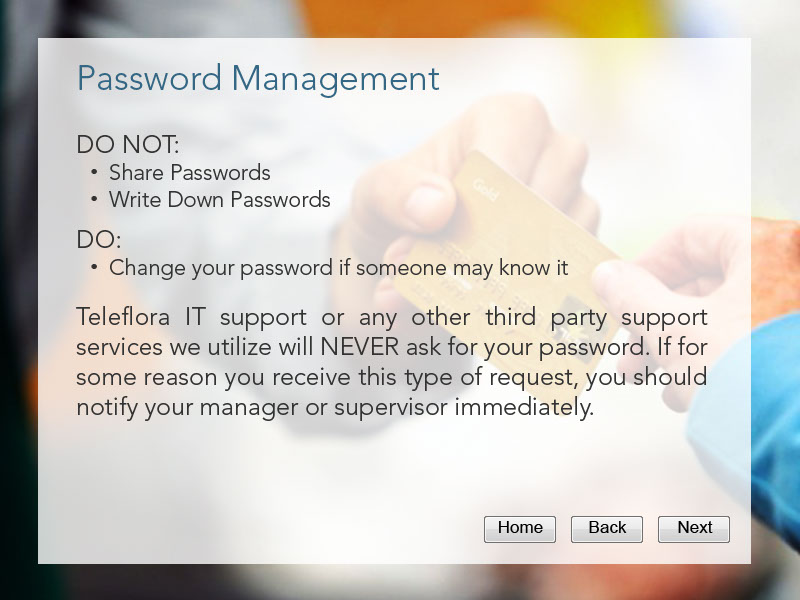 Password Management
DO NOT:
• Share Passwords
• Write Down Passwords
DO:
• Change your password if someone may know it
Teleflora IT support or any other third party support
services we utilize will NEVER ask for your password. If for
some reason you receive this type of request, you should
notify your manager or supervisor immediately.
Gold
Home Back Next